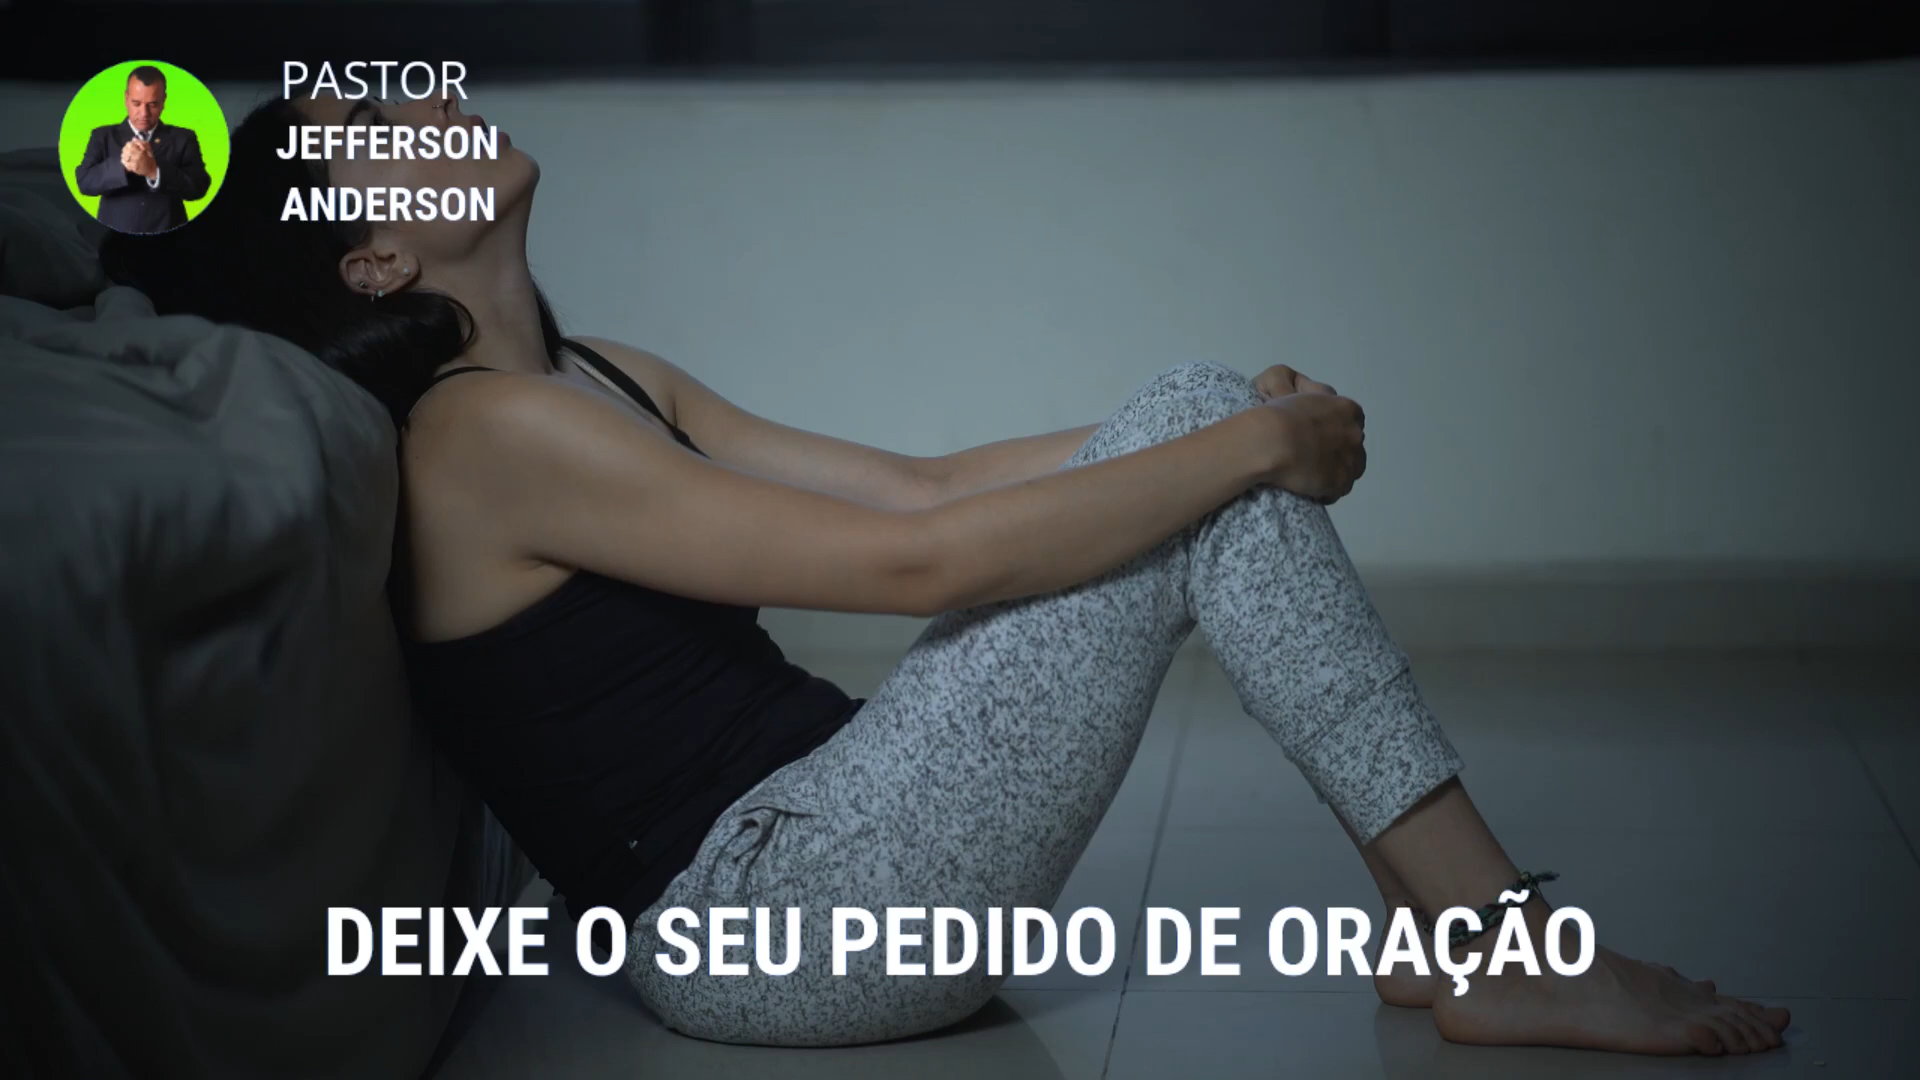 PASTOR
JEFFERSON
ANDERSON
DEIXE O SEU PEDIDO DE ORAÇÃO